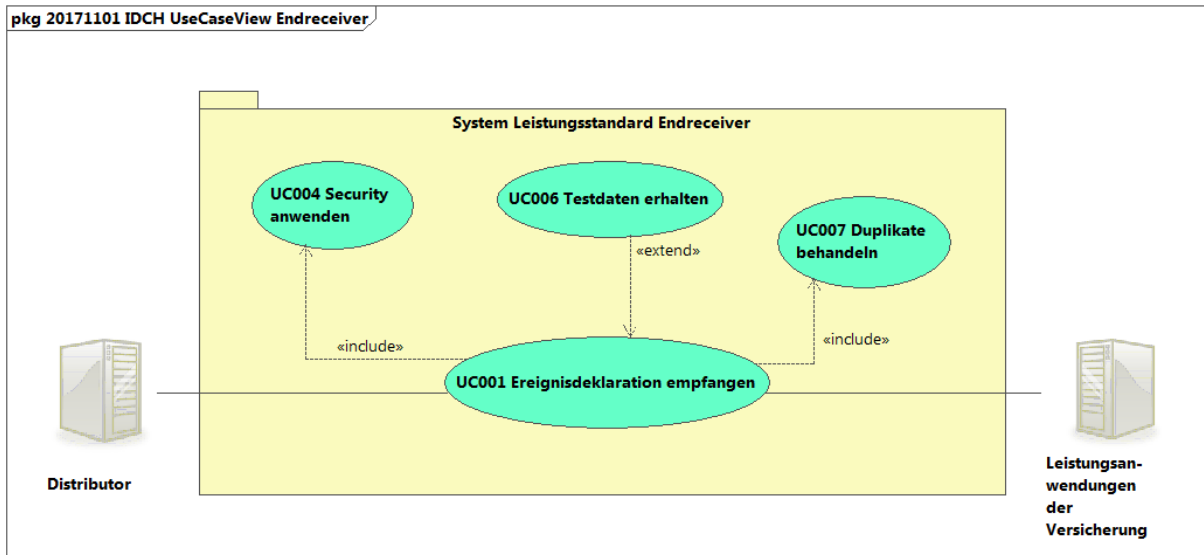 pkg 20171101 IDCH UseCaseView Endreceiver
System Leistungsstandard Endreceiver
UC004 Security
anwenden
UC006 Testdaten erhalten
UC007 Duplikate
behandeln
«extend»
«include»
«include»
UC001 Ereignisdeklaration empfangen
Distributor
Leistungsan-
wendungen
der
Versicherung